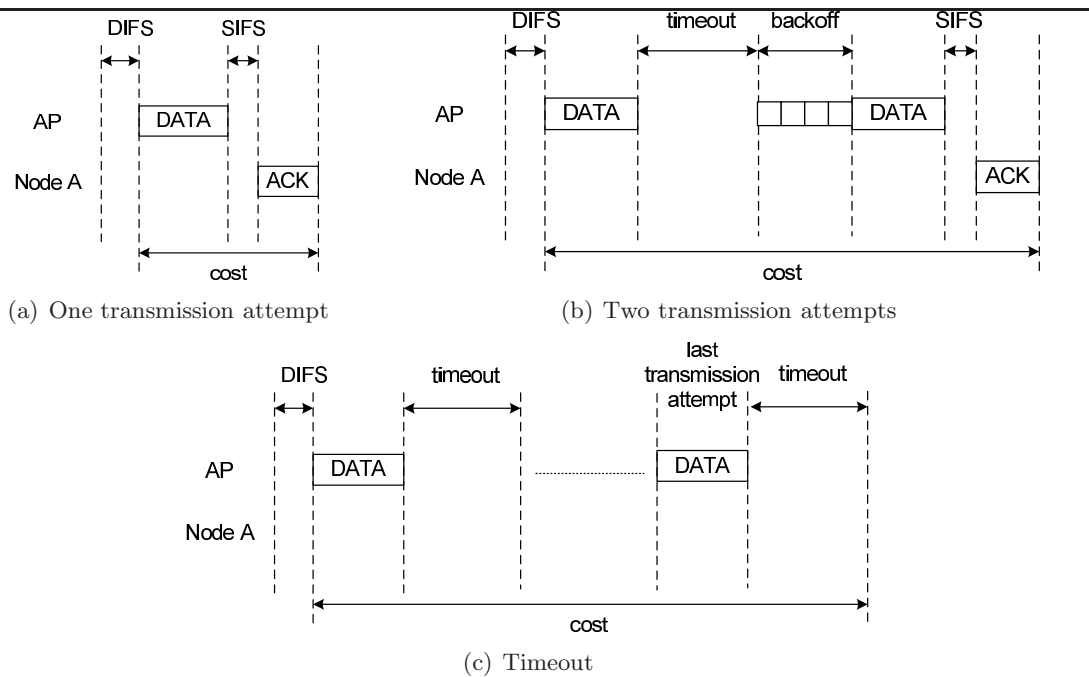 DIFS SIFS
AP DATA
Node A ACK
cost
(a) One transmission attempt
DIFS timeout backoff SIFS
AP DATA DATA
Node A ACK
cost
(b) Two transmission attempts
DIFS timeout last transmission attempt timeout
AP DATA DATA
Node A
cost
(c) Timeout